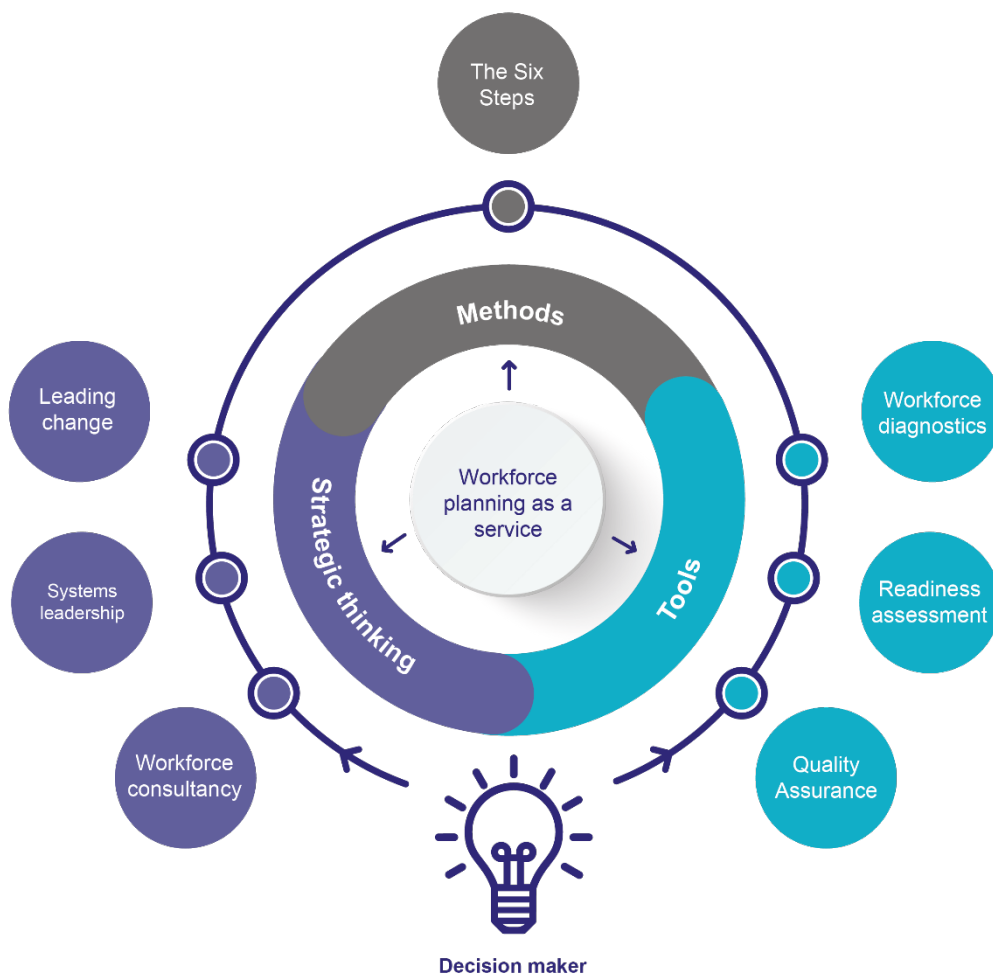 The Six
Steps
Methods
Leading
change
Workforce
diagnostics
Workforce
planning as a
service
Strategic thinking
Tools
Systems
leadership
Readiness
assessment
Workforce
consultancy
Quality
Assurance
Decision maker